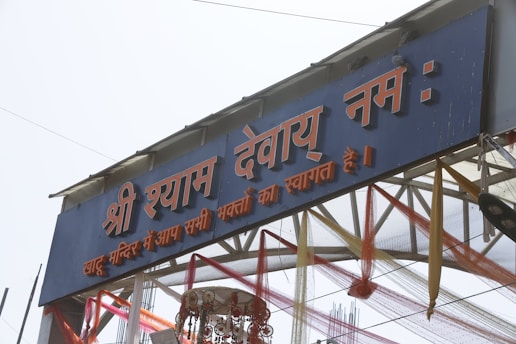 श्री श्याम देवाय् नमः
खाटू मन्दिर में आप सभी भक्तों का स्वागत है।